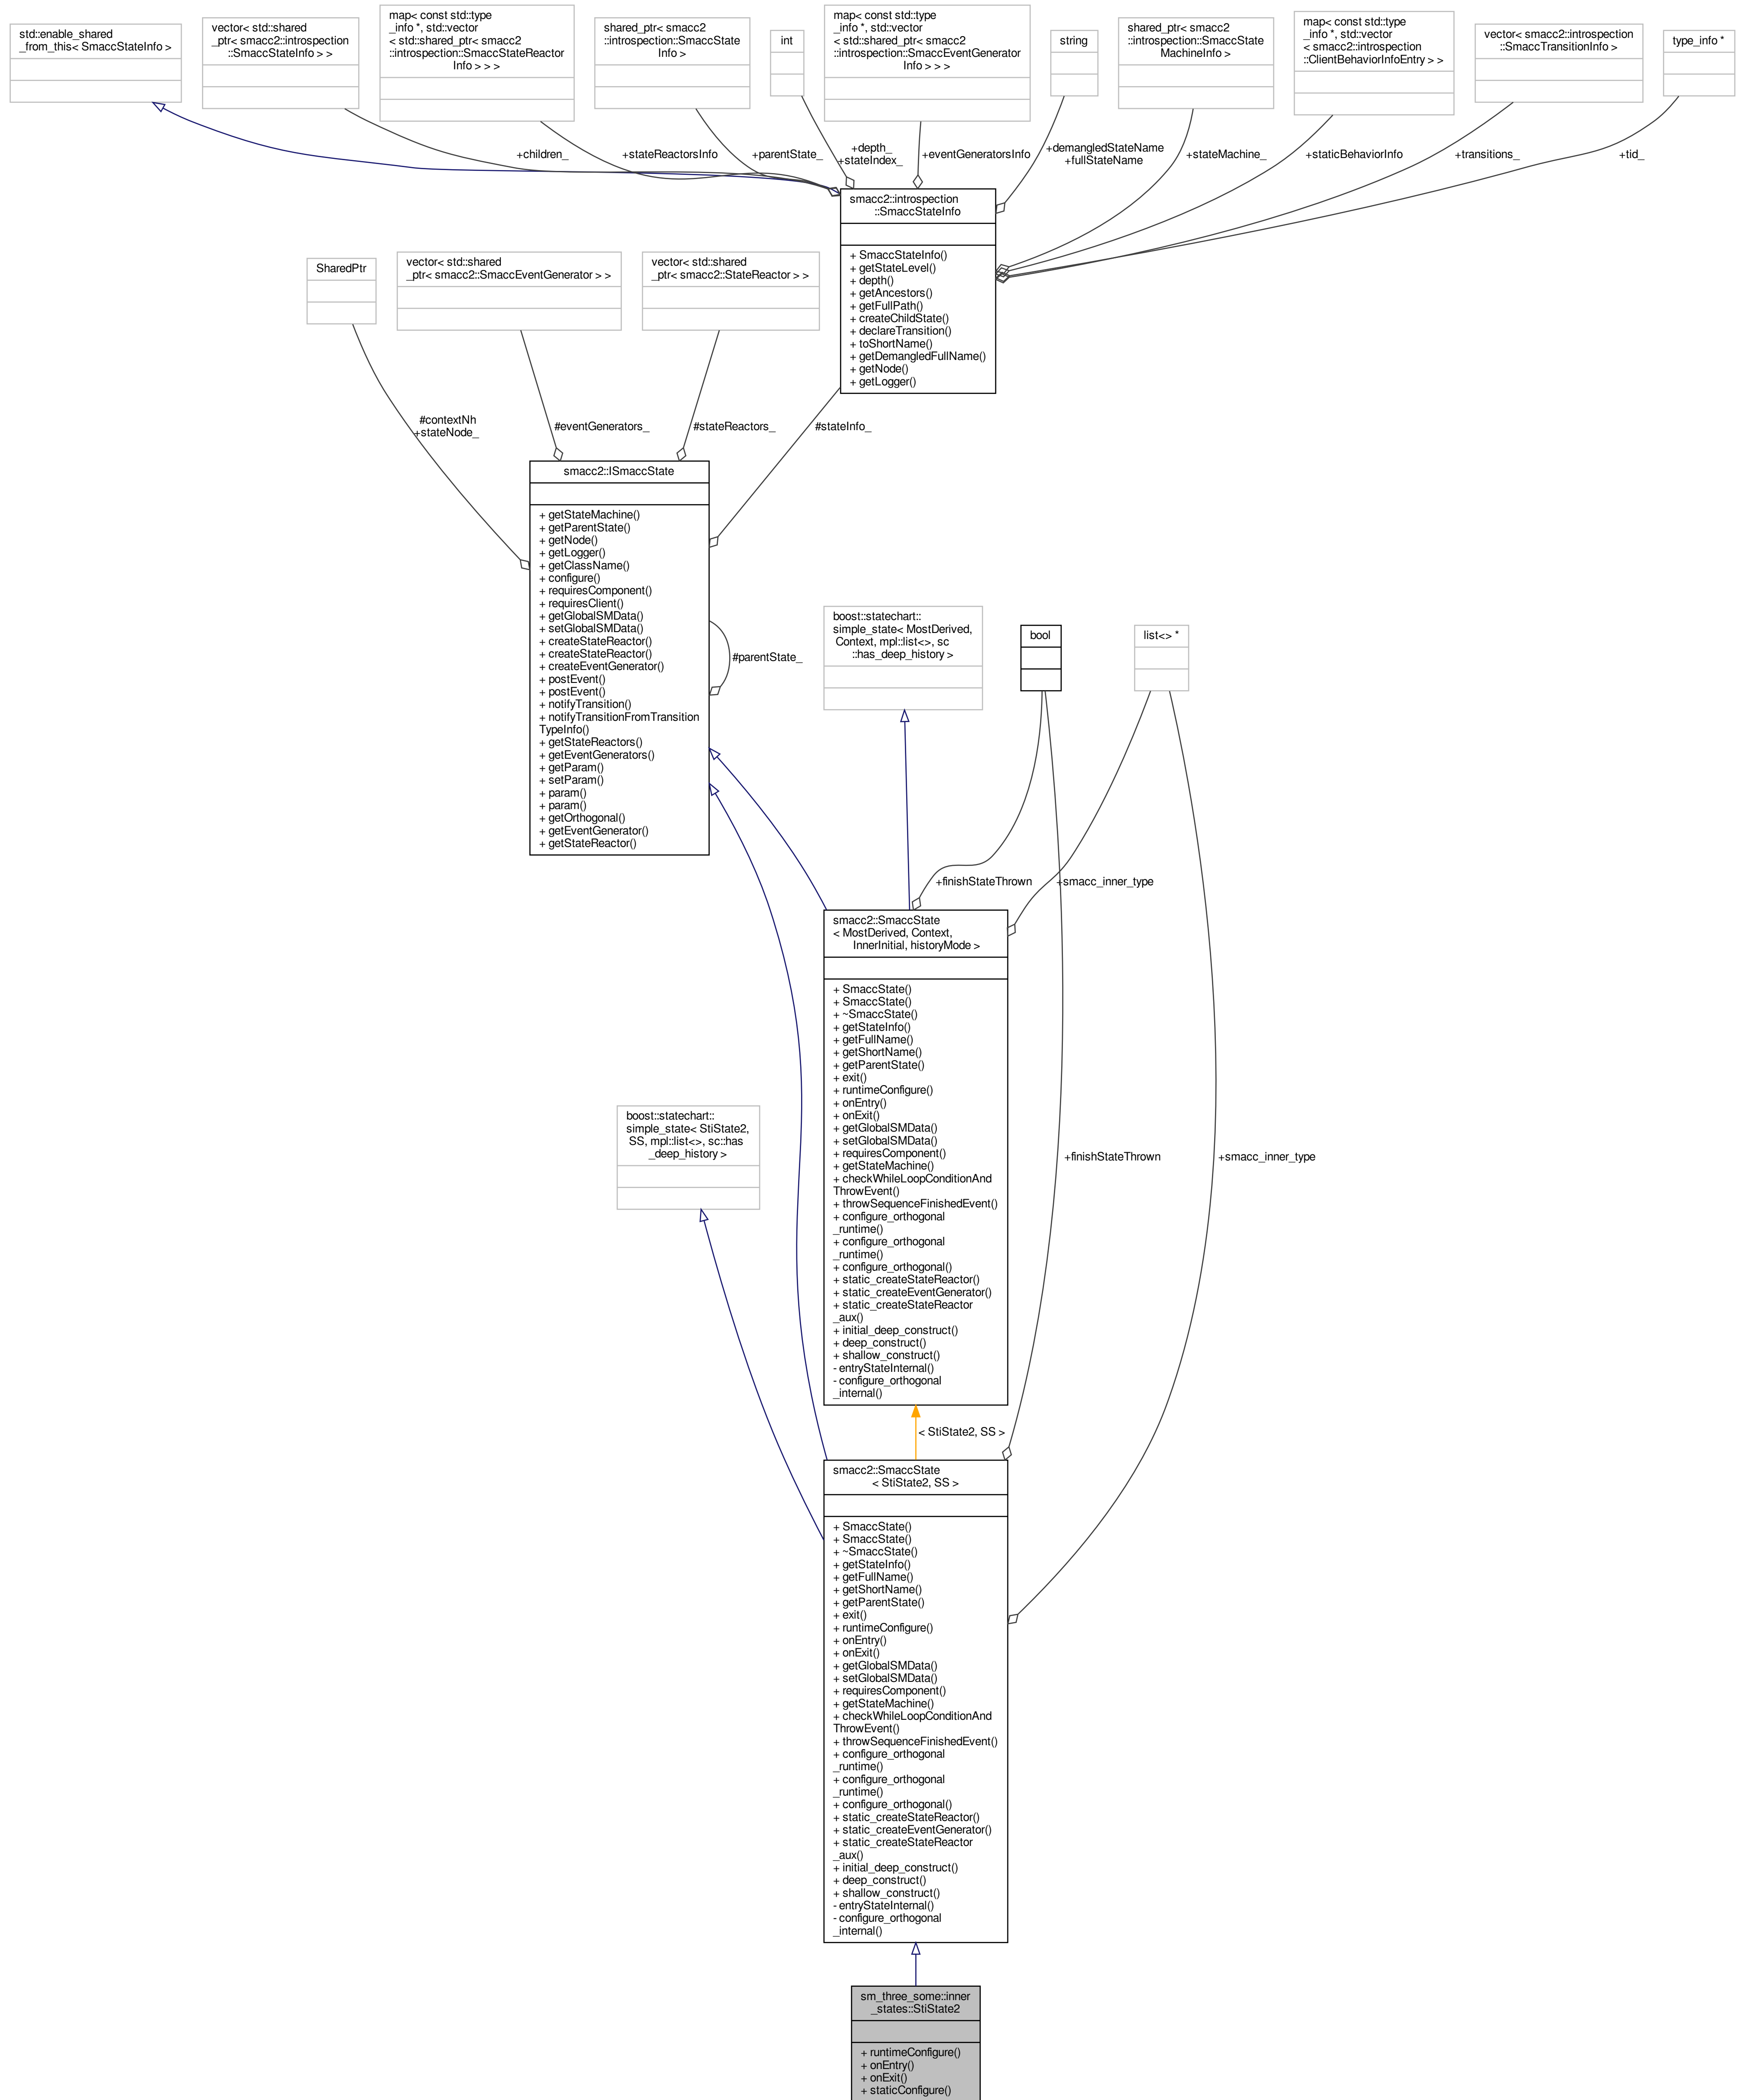 std::enable_shared
_from_this< SmaccStateInfo >
vector< std::shared
_ptr< smacc2::introspection
::SmaccStateInfo > >
map< const std::type
_info *, std::vector
< std::shared_ptr< smacc2
::introspection::SmaccStateReactor
Info > > >
shared_ptr< smacc2
::introspection::SmaccState
Info >
int
map< const std::type
_info *, std::vector
< std::shared_ptr< smacc2
::introspection::SmaccEventGenerator
Info > > >
string
shared_ptr< smacc2
::introspection::SmaccState
MachineInfo >
map< const std::type
_info *, std::vector
< smacc2::introspection
::ClientBehaviorInfoEntry > >
vector< smacc2::introspection
::SmaccTransitionInfo >
type_info *
+children_
+stateReactorsInfo
+parentState_
+depth_
+stateIndex_
+eventGeneratorsInfo
+demangledStateName
+fullStateName
+stateMachine_
+staticBehaviorInfo
+transitions_
+tid_
smacc2::introspection
::SmaccStateInfo
+ SmaccStateInfo()
+ getStateLevel()
+ depth()
+ getAncestors()
+ getFullPath()
+ createChildState()
+ declareTransition()
+ toShortName()
+ getDemangledFullName()
+ getNode()
+ getLogger()
SharedPtr
vector< std::shared
_ptr< smacc2::SmaccEventGenerator > >
vector< std::shared
_ptr< smacc2::StateReactor > >
#contextNh
+stateNode_
#eventGenerators_
#stateReactors_
#stateInfo_
smacc2::ISmaccState
+ getStateMachine()
+ getParentState()
+ getNode()
+ getLogger()
+ getClassName()
+ configure()
+ requiresComponent()
+ requiresClient()
+ getGlobalSMData()
+ setGlobalSMData()
+ createStateReactor()
+ createStateReactor()
+ createEventGenerator()
+ postEvent()
+ postEvent()
+ notifyTransition()
+ notifyTransitionFromTransition
TypeInfo()
+ getStateReactors()
+ getEventGenerators()
+ getParam()
+ setParam()
+ param()
+ param()
+ getOrthogonal()
+ getEventGenerator()
+ getStateReactor()
#parentState_
boost::statechart::
simple_state< MostDerived,
Context, mpl::list<>, sc
::has_deep_history >
bool
list<> *
+finishStateThrown
+smacc_inner_type
smacc2::SmaccState
< MostDerived, Context,
InnerInitial, historyMode >
+ SmaccState()
+ SmaccState()
+ ~SmaccState()
+ getStateInfo()
+ getFullName()
+ getShortName()
+ getParentState()
+ exit()
+ runtimeConfigure()
+ onEntry()
+ onExit()
+ getGlobalSMData()
+ setGlobalSMData()
+ requiresComponent()
+ getStateMachine()
+ checkWhileLoopConditionAnd
ThrowEvent()
+ throwSequenceFinishedEvent()
+ configure_orthogonal
_runtime()
+ configure_orthogonal
_runtime()
+ configure_orthogonal()
+ static_createStateReactor()
+ static_createEventGenerator()
+ static_createStateReactor
_aux()
+ initial_deep_construct()
+ deep_construct()
+ shallow_construct()
- entryStateInternal()
- configure_orthogonal
_internal()
boost::statechart::
simple_state< StiState2,
SS, mpl::list<>, sc::has
_deep_history >
+finishStateThrown
+smacc_inner_type
< StiState2, SS >
smacc2::SmaccState
< StiState2, SS >
+ SmaccState()
+ SmaccState()
+ ~SmaccState()
+ getStateInfo()
+ getFullName()
+ getShortName()
+ getParentState()
+ exit()
+ runtimeConfigure()
+ onEntry()
+ onExit()
+ getGlobalSMData()
+ setGlobalSMData()
+ requiresComponent()
+ getStateMachine()
+ checkWhileLoopConditionAnd
ThrowEvent()
+ throwSequenceFinishedEvent()
+ configure_orthogonal
_runtime()
+ configure_orthogonal
_runtime()
+ configure_orthogonal()
+ static_createStateReactor()
+ static_createEventGenerator()
+ static_createStateReactor
_aux()
+ initial_deep_construct()
+ deep_construct()
+ shallow_construct()
- entryStateInternal()
- configure_orthogonal
_internal()
sm_three_some::inner
_states::StiState2
+ runtimeConfigure()
+ onEntry()
+ onExit()
+ staticConfigure()